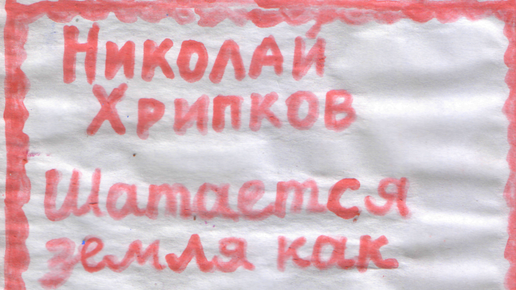 Николай
Хрипков
Шатается
земля как